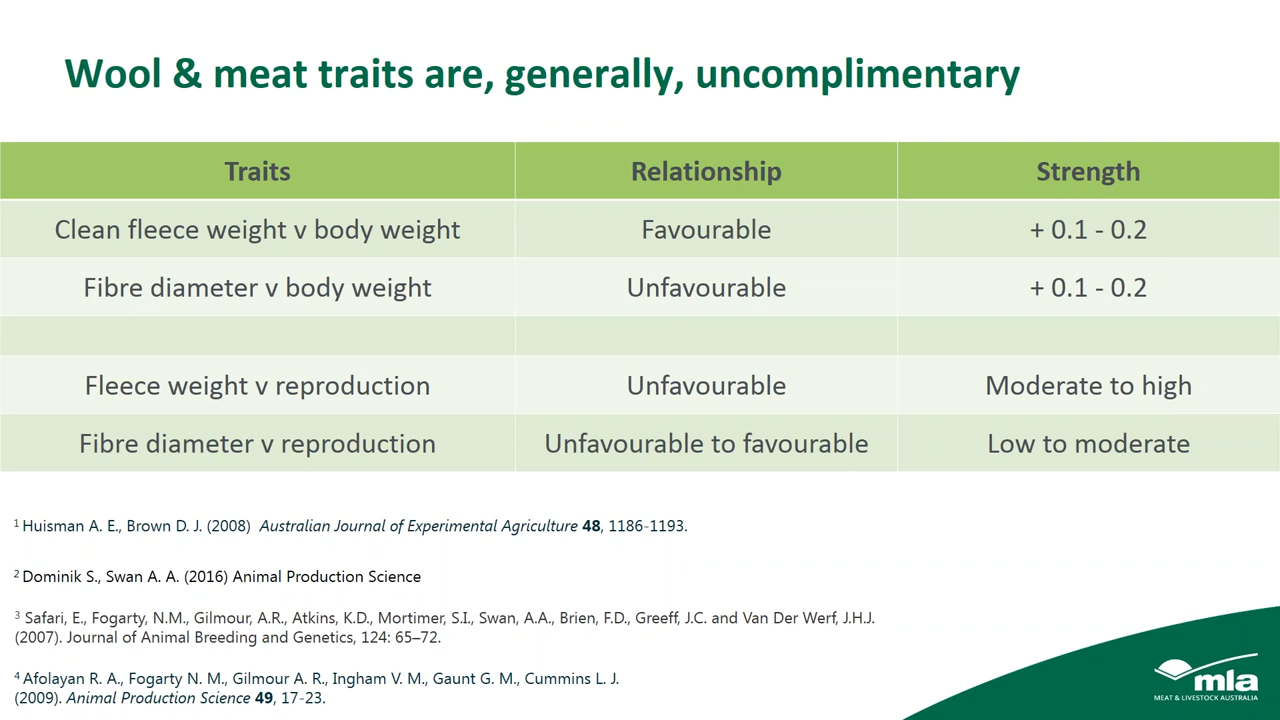 Wool & meat traits are, generally, uncomplimentary
Traits Relationship Strength
Clean fleece weight v body weight Favourable + 0.1 - 0.2
Fibre diameter v body weight Unfavourable + 0.1 - 0.2
Fleece weight v reproduction Unfavourable Moderate to high
Fibre diameter v reproduction Unfavourable to favourable Low to moderate
1 Huisman A. E., Brown D. J. (2008) Australian Journal of Experimental Agriculture 48, 1186-1193.
2 Dominik S., Swan A. A. (2016) Animal Production Science
3 Safari, E., Fogarty, N.M., Gilmour, A.R., Atkins, K.D., Mortimer, S.I., Swan, A.A., Brien, F.D., Greeff, J.C. and Van Der Werf, J.H.J.
(2007). Journal of Animal Breeding and Genetics, 124: 65–72.
4 Afolayan R. A., Fogarty N. M., Gilmour A. R., Ingham V. M., Gaunt G. M., Cummins L. J.
(2009). Animal Production Science 49, 17-23.
mla
MEAT & LIVESTOCK AUSTRALIA